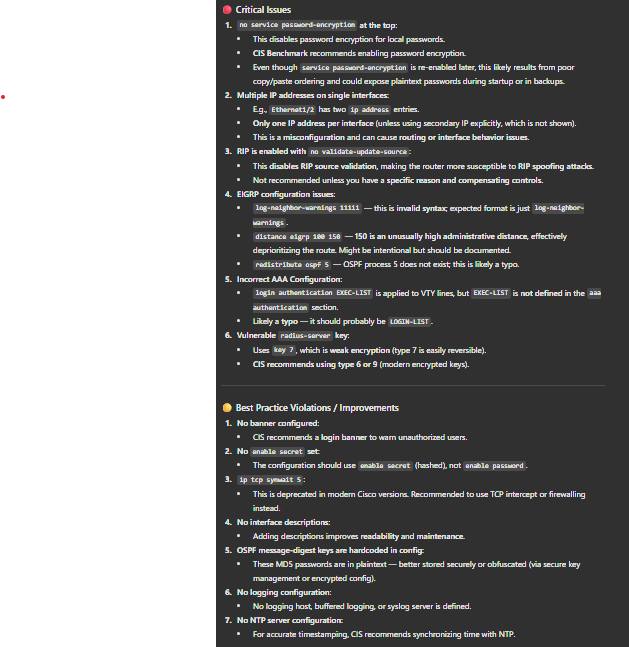 Critical Issues
1. no service password-encryption at the top:
• This disables password encryption for local passwords.
• CIS Benchmark recommends enabling password encryption.
• Even though service password-encryption is re-enabled later, this likely results from poor
copy/paste ordering and could expose plaintext passwords during startup or in backups.
2. Multiple IP addresses on single interfaces:
• E.g., Ethernet1/2 has two ip address entries.
• Only one IP address per interface (unless using secondary IP explicitly, which is not shown).
• This is a misconfiguration and can cause routing or interface behavior issues.
3. RIP is enabled with no validate-update-source:
• This disables RIP source validation, making the router more susceptible to RIP spoofing attacks.
• Not recommended unless you have a specific reason and compensating controls.
4. EIGRP configuration issues:
• log-neighbor-warnings 11111 — this is invalid syntax; expected format is just log-neighbor-
warnings.
• distance eigrp 100 150 — 150 is an unusually high administrative distance, effectively
deprioritizing the route. Might be intentional but should be documented.
• redistribute ospf 5 — OSPF process 5 does not exist; this is likely a typo.
5. Incorrect AAA Configuration:
• login authentication EXEC-LIST is applied to VTY lines, but EXEC-LIST is not defined in the aaa
authentication section.
• Likely a typo — it should probably be LOGIN-LIST.
6. Vulnerable radius-server key:
• Uses key 7, which is weak encryption (type 7 is easily reversible).
• CIS recommends using type 6 or 9 (modern encrypted keys).
Best Practice Violations / Improvements
1. No banner configured:
• CIS recommends a login banner to warn unauthorized users.
2. No enable secret set:
• The configuration should use enable secret (hashed), not enable password.
3. ip tcp synwait 5:
• This is deprecated in modern Cisco versions. Recommended to use TCP intercept or firewalling
instead.
4. No interface descriptions:
• Adding descriptions improves readability and maintenance.
5. OSPF message-digest keys are hardcoded in config:
• These MD5 passwords are in plaintext — better stored securely or obfuscated (via secure key
management or encrypted config).
6. No logging configuration:
• No logging host, buffered logging, or syslog server is defined.
7. No NTP server configuration:
• For accurate timestamping, CIS recommends synchronizing time with NTP.